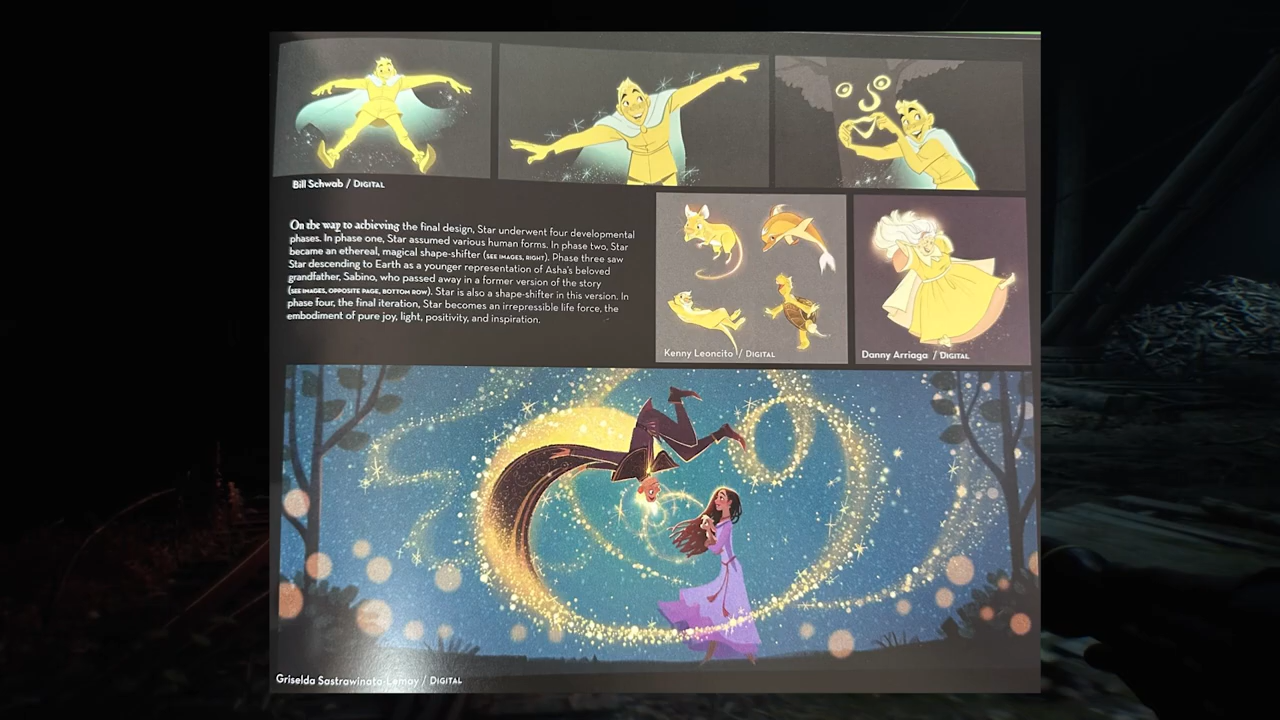 Bill Schwab / DIGITAL
On the way to achieving the final design, Star underwent four developmental
phases. In phase one, Star assumed various human forms. In phase two, Star
became an ethereal, magical shape-shifter (SEE IMAGES, RIGHT). Phase three saw
Star descending to Earth as a younger representation of Asha's beloved
grandfather, Sabino, who passed away in a former version of the story
(SEE IMAGES, OPPOSITE PAGE, BOTTOM ROW). Star is also a shape-shifter in this version. In
phase four, the final iteration, Star becomes an irrepressible life force, the
embodiment of pure joy, light, positivity, and inspiration.
Kenny Leoncito / DIGITAL
Danny Arriaga / DIGITAL
Griselda Sastrawinata-Lemay / DIGITAL